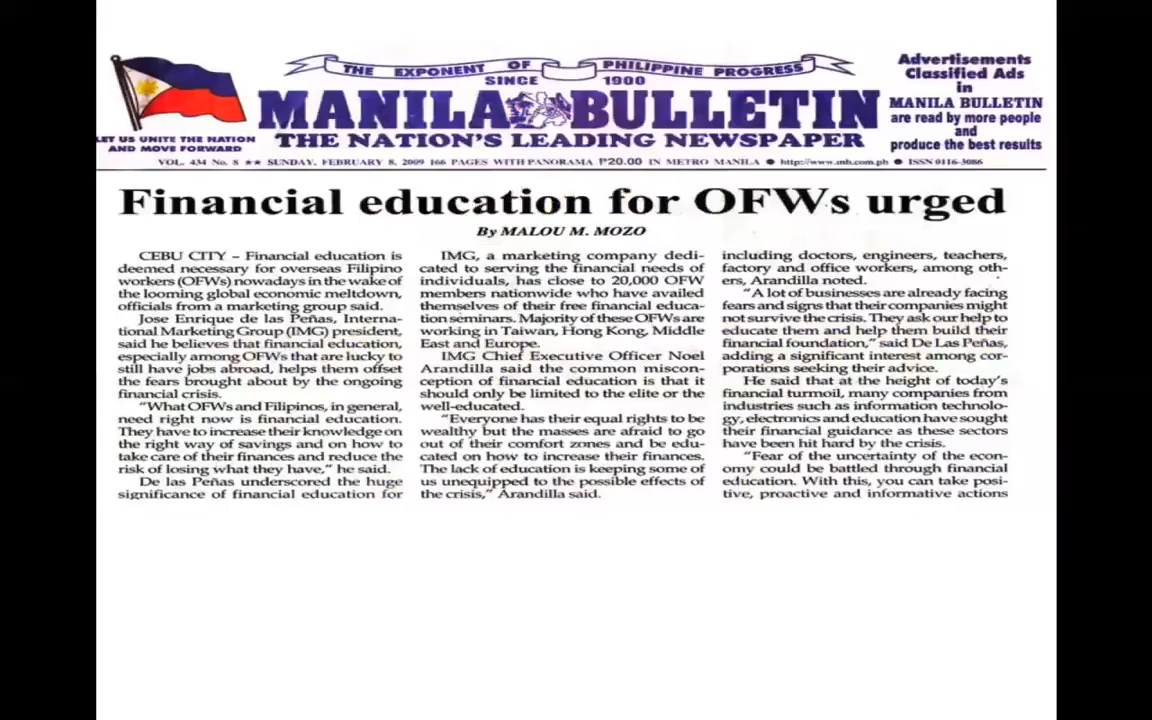 THE EXPONENT OF PHILIPPINE PROGRESS
SINCE 1900
MANILA BULLETIN
THE NATION'S LEADING NEWSPAPER
LET US UNITE THE NATION
AND MOVE FORWARD
Advertisements
Classified Ads
in
MANILA BULLETIN
are read by more people
and
produce the best results
VOL. 434 No. 8 ★★ SUNDAY, FEBRUARY 8, 2009 166 PAGES WITH PANORAMA ₱20.00 IN METRO MANILA ● http://www.mb.com.ph ● ISSN 0116-3086
Financial education for OFWs urged
By MALOU M. MOZO
CEBU CITY – Financial education is
deemed necessary for overseas Filipino
workers (OFWs) nowadays in the wake of
the looming global economic meltdown,
officials from a marketing group said.
Jose Enrique de las Peñas, Interna-
tional Marketing Group (IMG) president,
said he believes that financial education,
especially among OFWs that are lucky to
still have jobs abroad, helps them offset
the fears brought about by the ongoing
financial crisis.
“What OFWs and Filipinos, in general,
need right now is financial education.
They have to increase their knowledge on
the right way of savings and on how to
take care of their finances and reduce the
risk of losing what they have,” he said.
De las Peñas underscored the huge
significance of financial education for
IMG, a marketing company dedi-
cated to serving the financial needs of
individuals, has close to 20,000 OFW
members nationwide who have availed
themselves of their free financial educa-
tion seminars. Majority of these OFWs are
working in Taiwan, Hong Kong, Middle
East and Europe.
IMG Chief Executive Officer Noel
Arandilla said the common miscon-
ception of financial education is that it
should only be limited to the elite or the
well-educated.
“Everyone has their equal rights to be
wealthy but the masses are afraid to go
out of their comfort zones and be edu-
cated on how to increase their finances.
The lack of education is keeping some of
us unequipped to the possible effects of
the crisis,” Arandilla said.
including doctors, engineers, teachers,
factory and office workers, among oth-
ers, Arandilla noted.
“A lot of businesses are already facing
fears and signs that their companies might
not survive the crisis. They ask our help to
educate them and help them build their
financial foundation,” said De Las Peñas,
adding a significant interest among cor-
porations seeking their advice.
He said that at the height of today’s
financial turmoil, many companies from
industries such as information technolo-
gy, electronics and education have sought
their financial guidance as these sectors
have been hit hard by the crisis.
“Fear of the uncertainty of the econ-
omy could be battled through financial
education. With this, you can take posi-
tive, proactive and informative actions